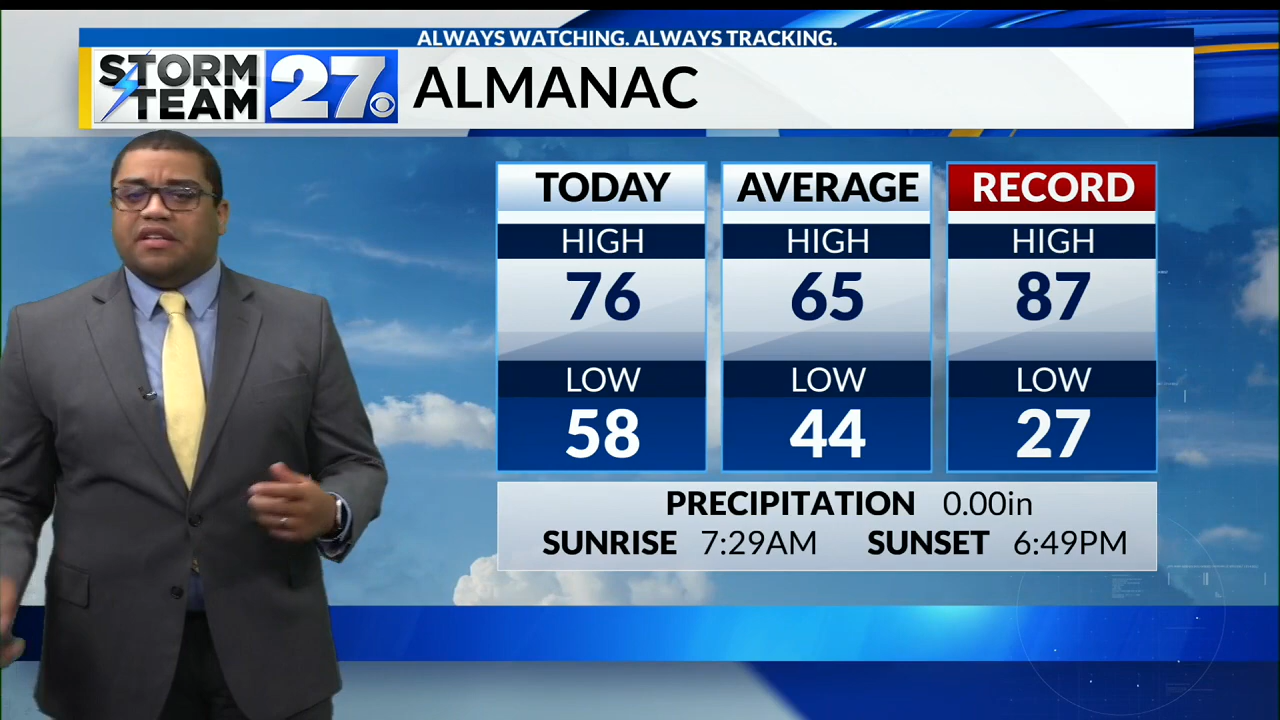 ALWAYS WATCHING. ALWAYS TRACKING.
STORM TEAM 27 ALMANAC
TODAY AVERAGE RECORD
HIGH HIGH HIGH
76 65 87
LOW LOW LOW
58 44 27
PRECIPITATION 0.00in
SUNRISE 7:29AM SUNSET 6:49PM